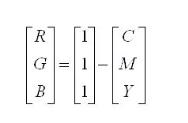 [R] [1] [C]
[G] = [1] − [M]
[B] [1] [Y]